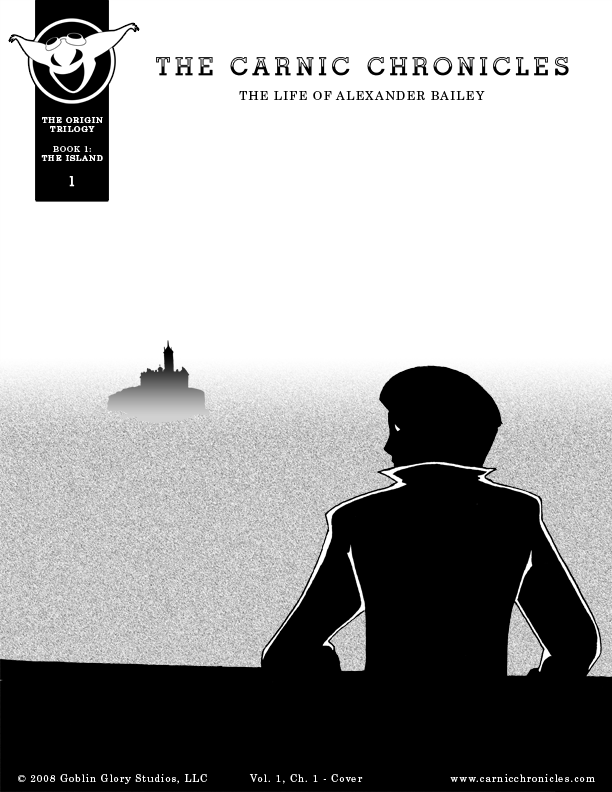 THE CARNIC CHRONICLES
THE LIFE OF ALEXANDER BAILEY
THE ORIGIN
TRILOGY
BOOK 1:
THE ISLAND
1
© 2008 Goblin Glory Studios, LLC
Vol. 1, Ch. 1 - Cover
www.carnicchronicles.com